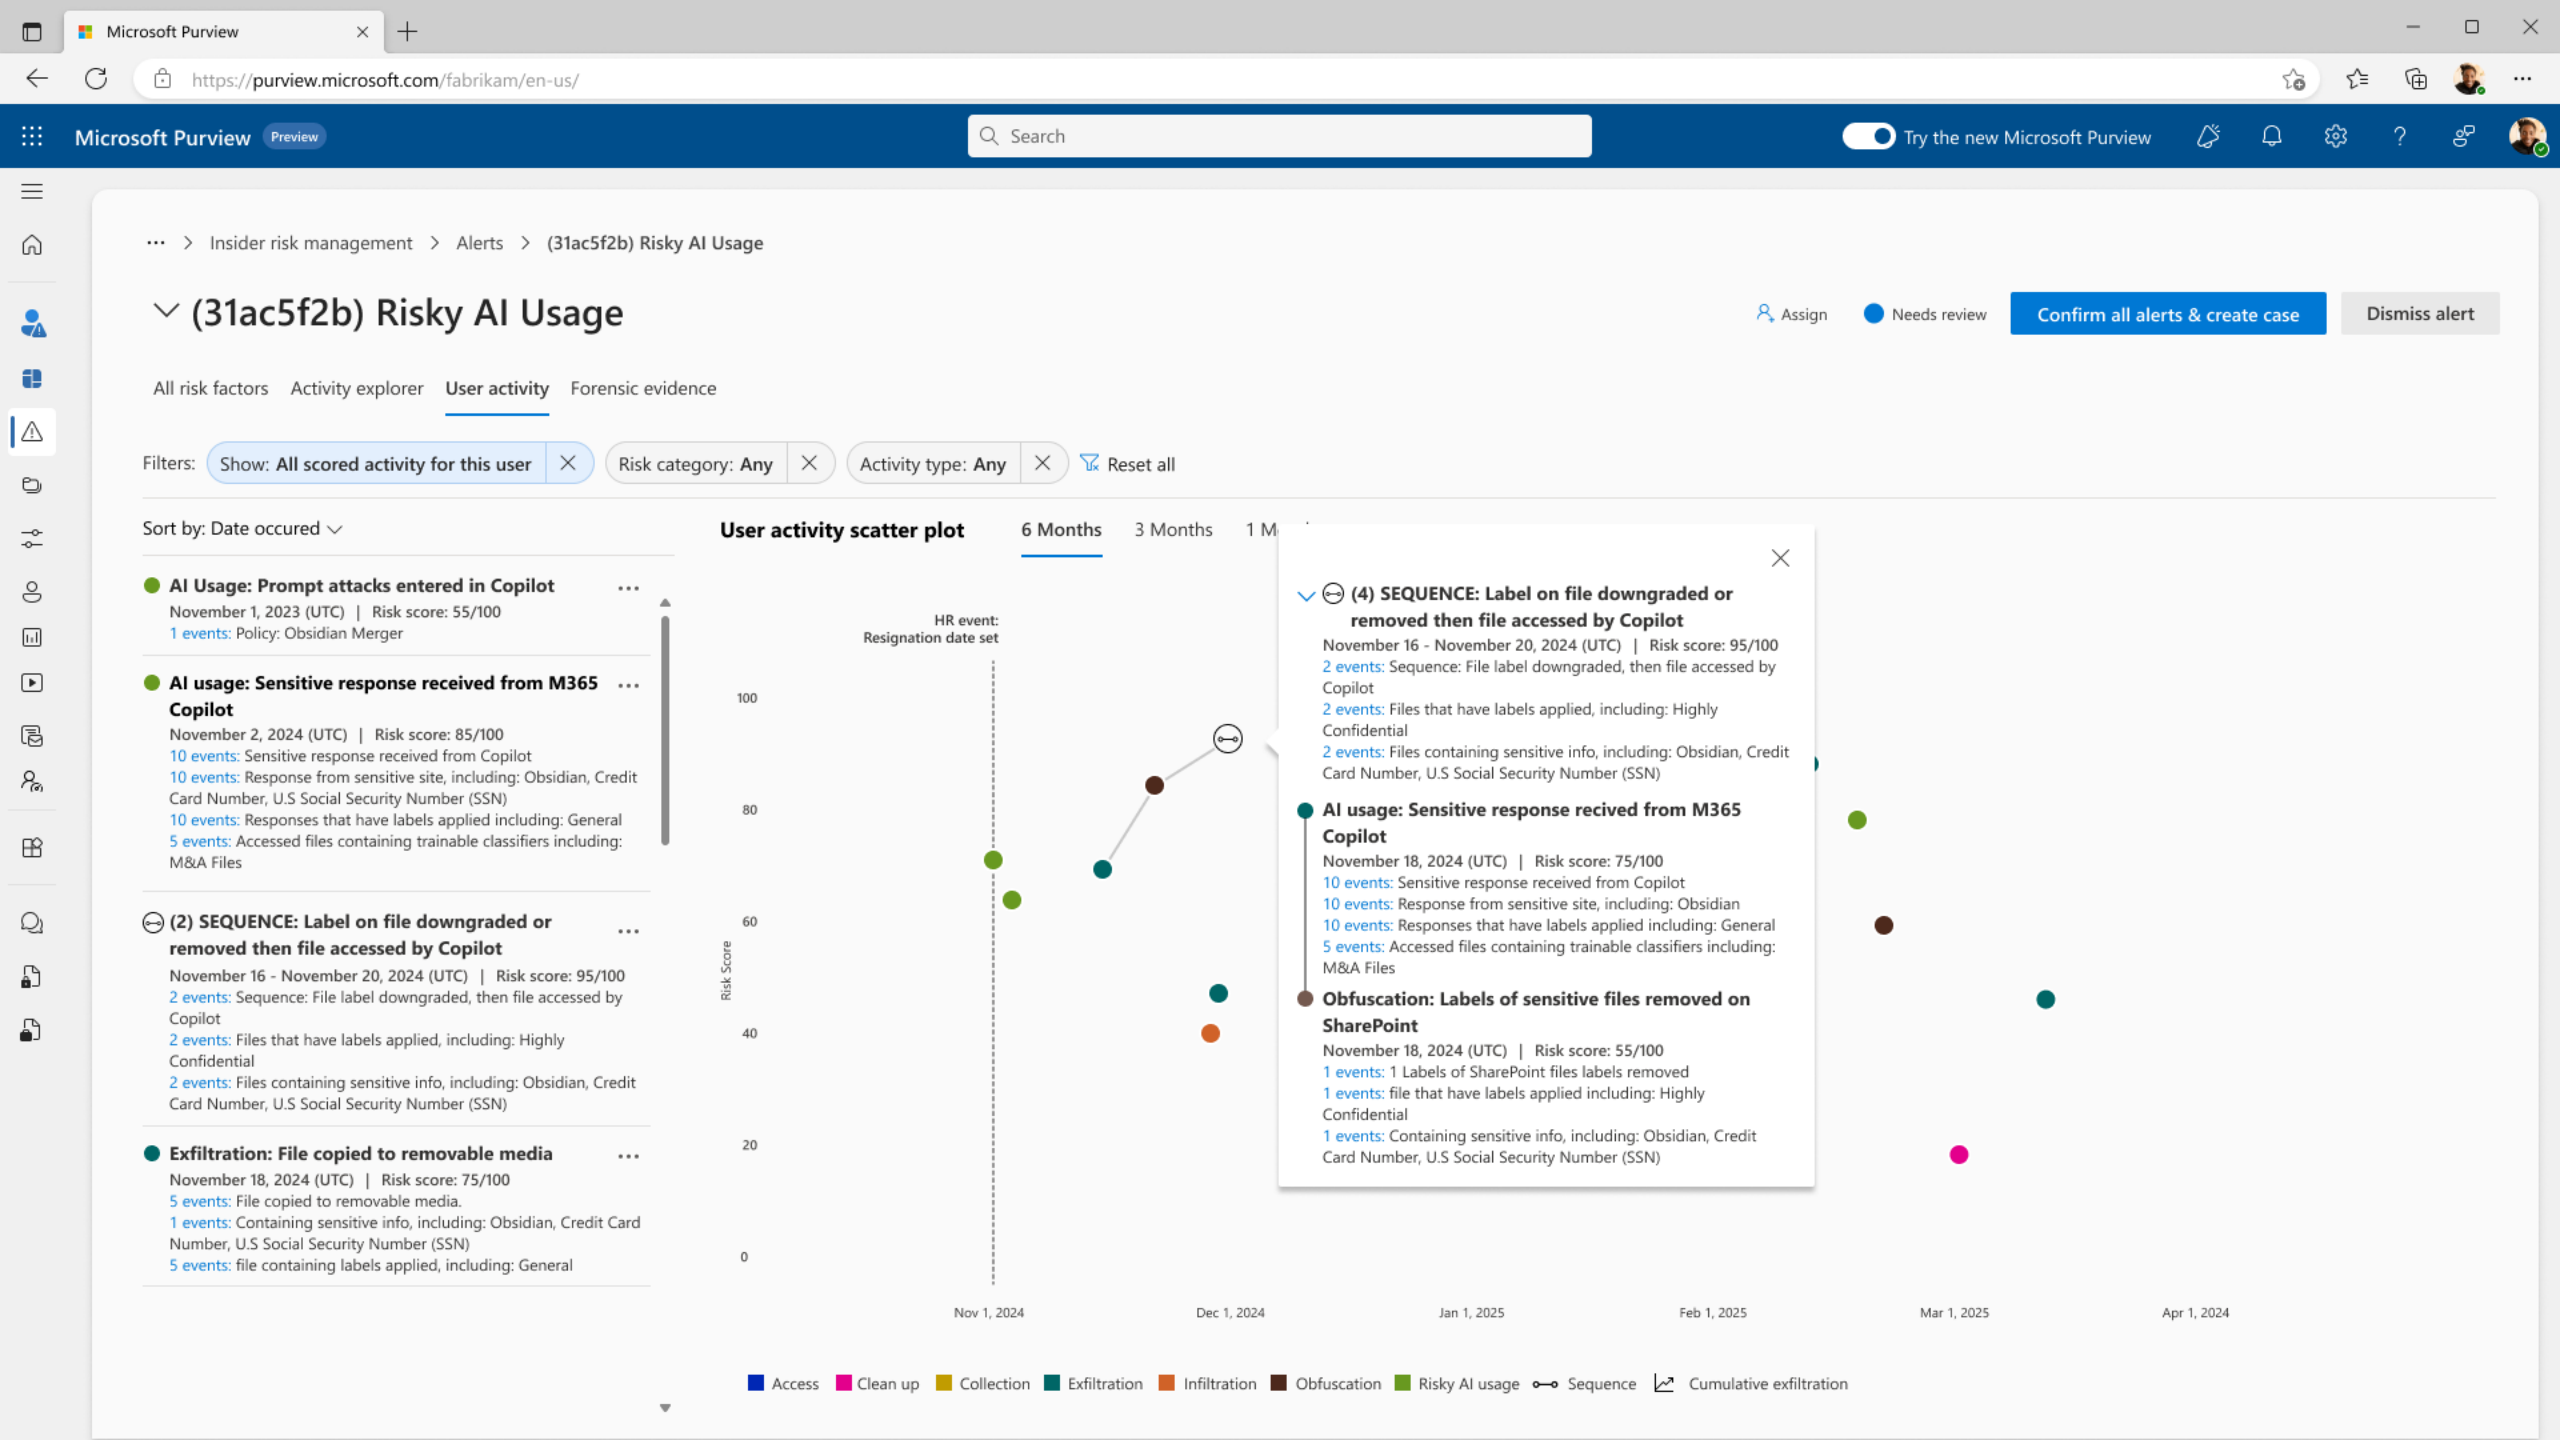 Microsoft Purview
https://purview.microsoft.com/fabrikam/en-us/
Microsoft Purview Preview
Search
Try the new Microsoft Purview
Insider risk management > Alerts > (31ac5f2b) Risky AI Usage
(31ac5f2b) Risky AI Usage
Assign
Needs review
Confirm all alerts & create case
Dismiss alert
All risk factors
Activity explorer
User activity
Forensic evidence
Filters: Show: All scored activity for this user
Risk category: Any
Activity type: Any
Reset all
Sort by: Date occured
AI Usage: Prompt attacks entered in Copilot
November 1, 2023 (UTC) | Risk score: 55/100
1 events: Policy: Obsidian Merger
AI usage: Sensitive response received from M365
Copilot
November 2, 2024 (UTC) | Risk score: 85/100
10 events: Sensitive response received from Copilot
10 events: Response from sensitive site, including: Obsidian, Credit
Card Number, U.S Social Security Number (SSN)
10 events: Responses that have labels applied including: General
5 events: Accessed files containing trainable classifiers including:
M&A Files
(2) SEQUENCE: Label on file downgraded or
removed then file accessed by Copilot
November 16 - November 20, 2024 (UTC) | Risk score: 95/100
2 events: Sequence: File label downgraded, then file accessed by
Copilot
2 events: Files that have labels applied, including: Highly
Confidential
2 events: Files containing sensitive info, including: Obsidian, Credit
Card Number, U.S Social Security Number (SSN)
Exfiltration: File copied to removable media
November 18, 2024 (UTC) | Risk score: 75/100
5 events: File copied to removable media.
1 events: Containing sensitive info, including: Obsidian, Credit Card
Number, U.S Social Security Number (SSN)
5 events: file containing labels applied, including: General
User activity scatter plot
6 Months
3 Months
1 M
HR event:
Resignation date set
Risk Score
100
80
60
40
20
0
Nov 1, 2024
Dec 1, 2024
Jan 1, 2025
Feb 1, 2025
Mar 1, 2025
Apr 1, 2024
(4) SEQUENCE: Label on file downgraded or
removed then file accessed by Copilot
November 16 - November 20, 2024 (UTC) | Risk score: 95/100
2 events: Sequence: File label downgraded, then file accessed by
Copilot
2 events: Files that have labels applied, including: Highly
Confidential
2 events: Files containing sensitive info, including: Obsidian, Credit
Card Number, U.S Social Security Number (SSN)
AI usage: Sensitive response recived from M365
Copilot
November 18, 2024 (UTC) | Risk score: 75/100
10 events: Sensitive response received from Copilot
10 events: Response from sensitive site, including: Obsidian
10 events: Responses that have labels applied including: General
5 events: Accessed files containing trainable classifiers including:
M&A Files
Obfuscation: Labels of sensitive files removed on
SharePoint
November 18, 2024 (UTC) | Risk score: 55/100
1 events: 1 Labels of SharePoint files labels removed
1 events: file that have labels applied including: Highly
Confidential
1 events: Containing sensitive info, including: Obsidian, Credit
Card Number, U.S Social Security Number (SSN)
Access
Clean up
Collection
Exfiltration
Infiltration
Obfuscation
Risky AI usage
Sequence
Cumulative exfiltration